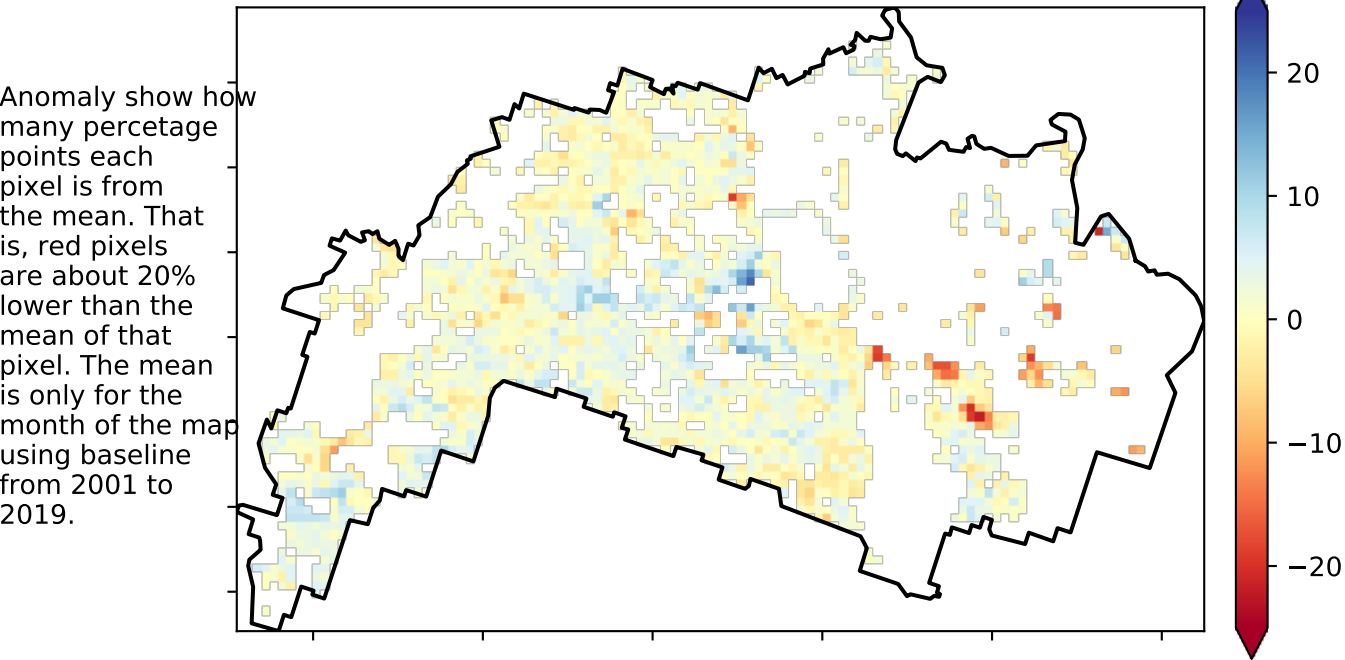 Anomaly show how
many percetage
points each
pixel is from
the mean. That
is, red pixels
are about 20%
lower than the
mean of that
pixel. The mean
is only for the
month of the map
using baseline
from 2001 to
2019.
20
10
0
−10
−20